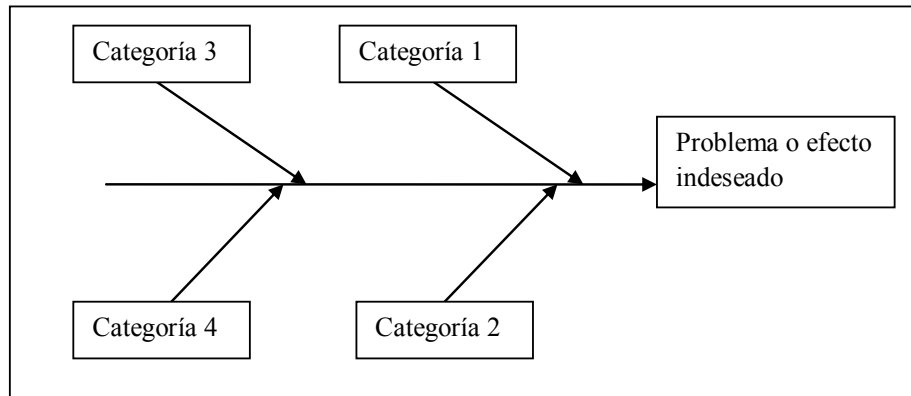 Categoría 3
Categoría 1
Problema o efecto
indeseado
Categoría 4
Categoría 2